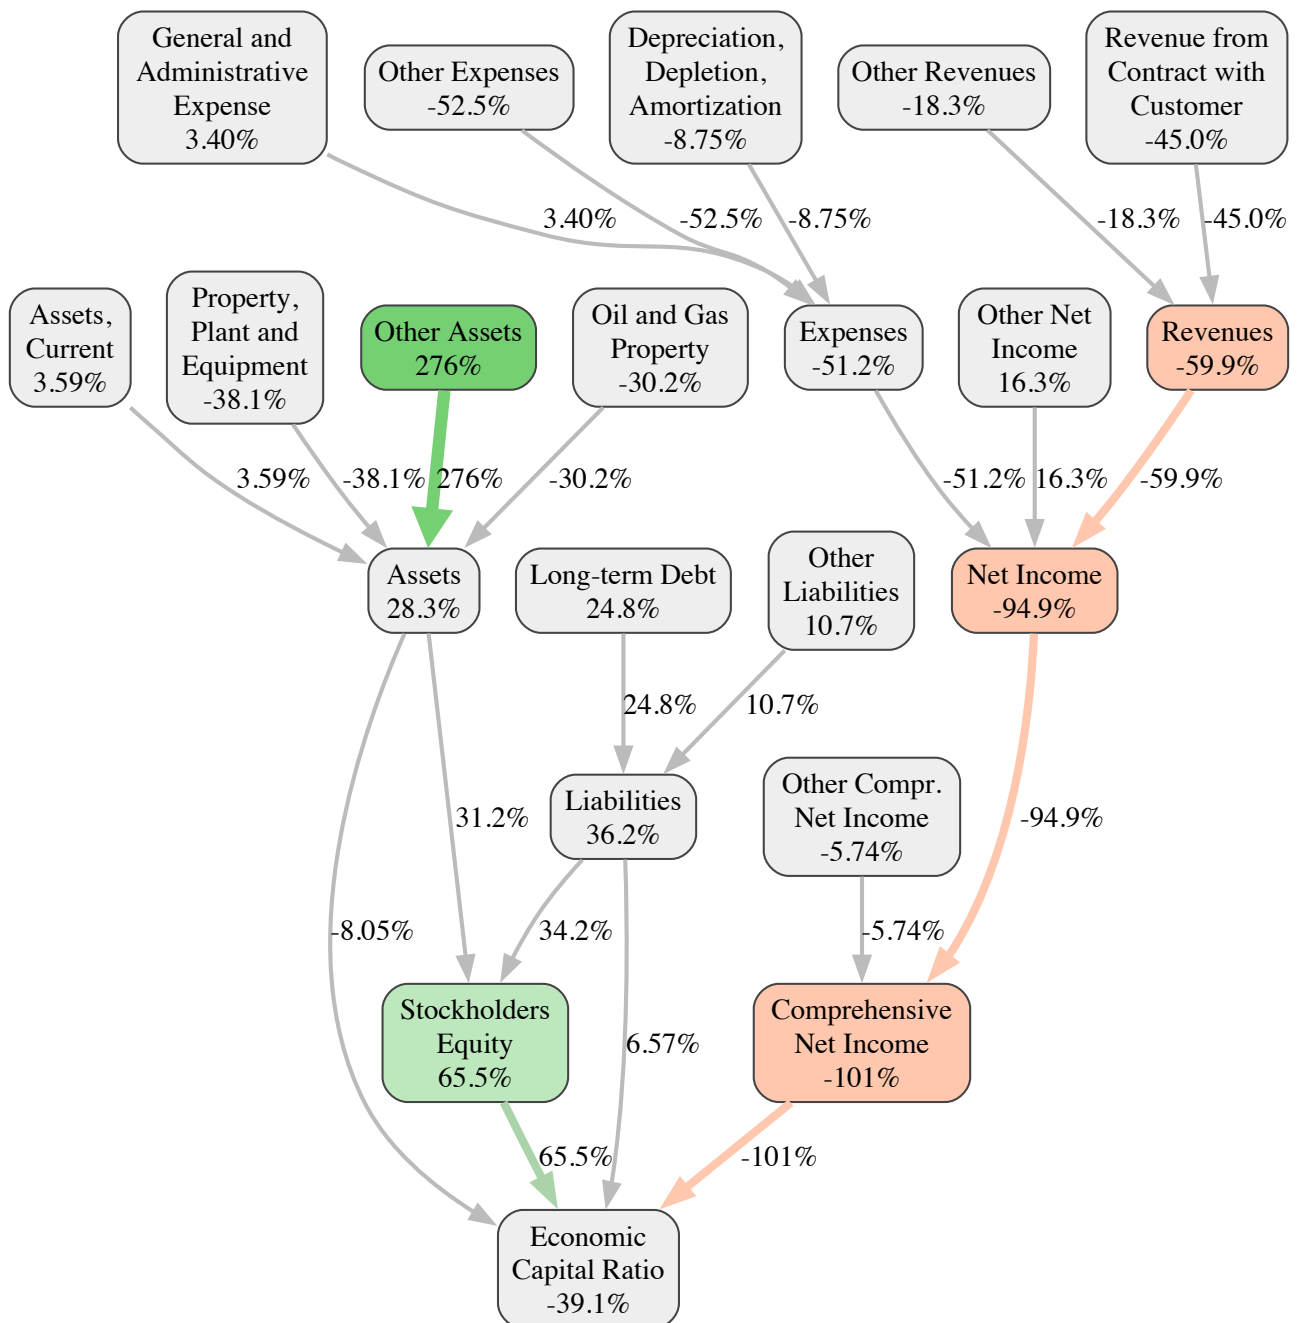 General and
Administrative
Expense
3.40%
Other Expenses
-52.5%
Depreciation,
Depletion,
Amortization
-8.75%
Other Revenues
-18.3%
Revenue from
Contract with
Customer
-45.0%
3.40%
-52.5%
-8.75%
-18.3%
-45.0%
Assets,
Current
3.59%
Property,
Plant and
Equipment
-38.1%
Other Assets
276%
Oil and Gas
Property
-30.2%
Expenses
-51.2%
Other Net
Income
16.3%
Revenues
-59.9%
3.59%
-38.1%
276%
-30.2%
-51.2%
16.3%
-59.9%
Assets
28.3%
Long-term Debt
24.8%
Other
Liabilities
10.7%
Net Income
-94.9%
24.8%
10.7%
Liabilities
36.2%
Other Compr.
Net Income
-5.74%
31.2%
-94.9%
-8.05%
34.2%
-5.74%
Stockholders
Equity
65.5%
6.57%
Comprehensive
Net Income
-101%
65.5%
-101%
Economic
Capital Ratio
-39.1%